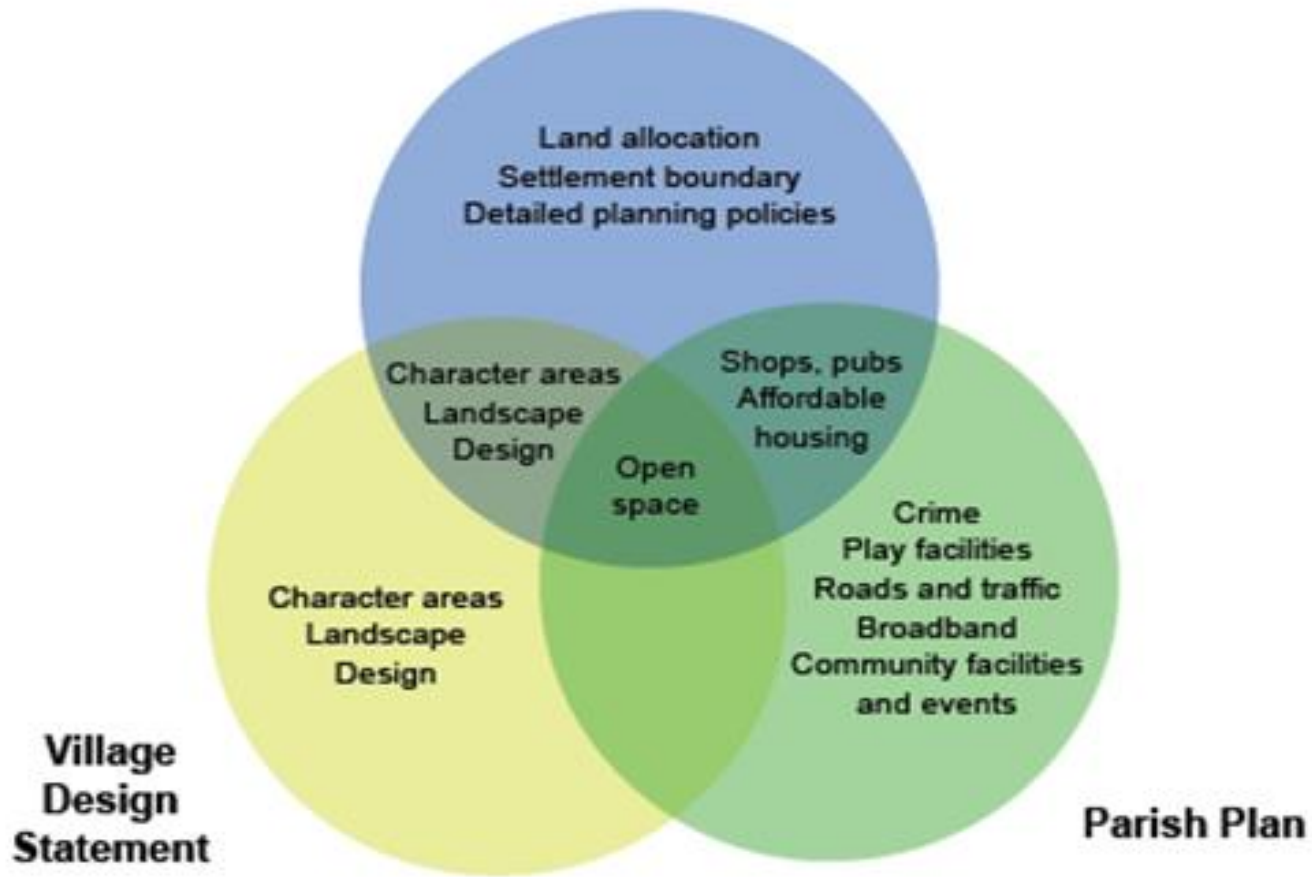 Land allocation
Settlement boundary
Detailed planning policies
Character areas
Landscape
Design
Shops, pubs
Affordable
housing
Open
space
Crime
Play facilities
Roads and traffic
Broadband
Community facilities
and events
Character areas
Landscape
Design
Village
Design
Statement
Parish Plan